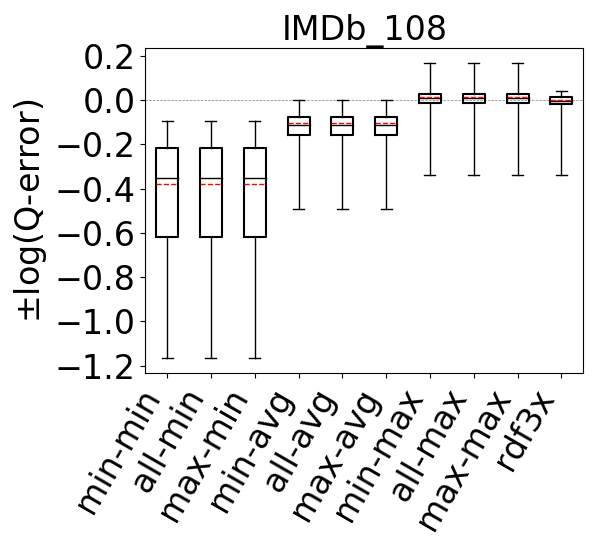 IMDb_108
±log(Q-error)
0.2
0.0
−0.2
−0.4
−0.6
−0.8
−1.0
−1.2
min-min
all-min
max-min
min-avg
all-avg
max-avg
min-max
all-max
max-max
rdf3x